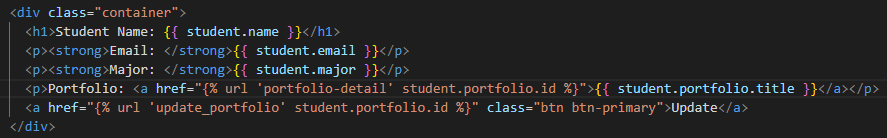 <div class="container">
<h1>Student Name: {{ student.name }}</h1>
<p><strong>Email: </strong>{{ student.email }}</p>
<p><strong>Major: </strong>{{ student.major }}</p>
<p>Portfolio: <a href="{% url 'portfolio-detail' student.portfolio.id %}">{{ student.portfolio.title }}</a></p>
<a href="{% url 'update_portfolio' student.portfolio.id %}" class="btn btn-primary">Update</a>
</div>